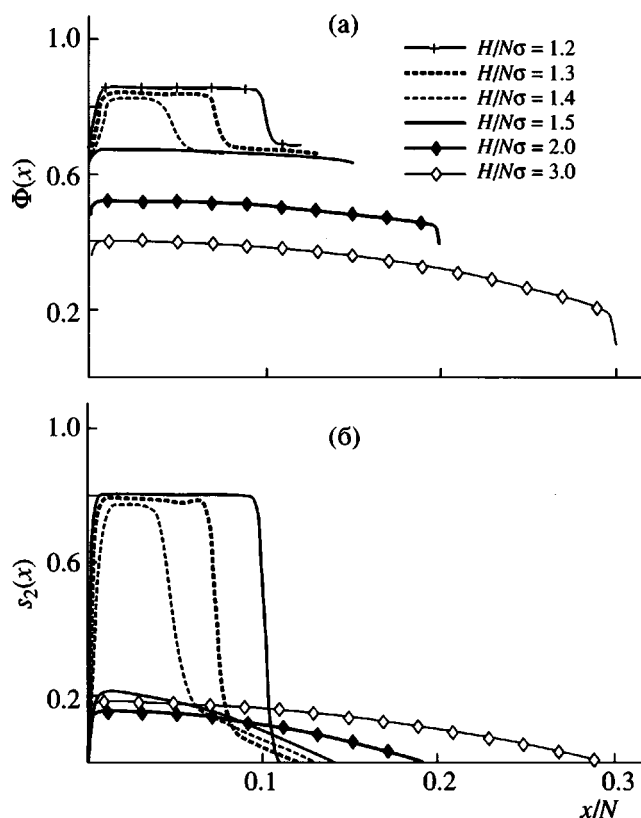 (а)
1.0
H/Nσ = 1.2
H/Nσ = 1.3
H/Nσ = 1.4
H/Nσ = 1.5
H/Nσ = 2.0
H/Nσ = 3.0
Φ(x)
0.6
0.2
(б)
1.0
s₂(x)
0.6
0.2
0.1
0.2
0.3
x/N